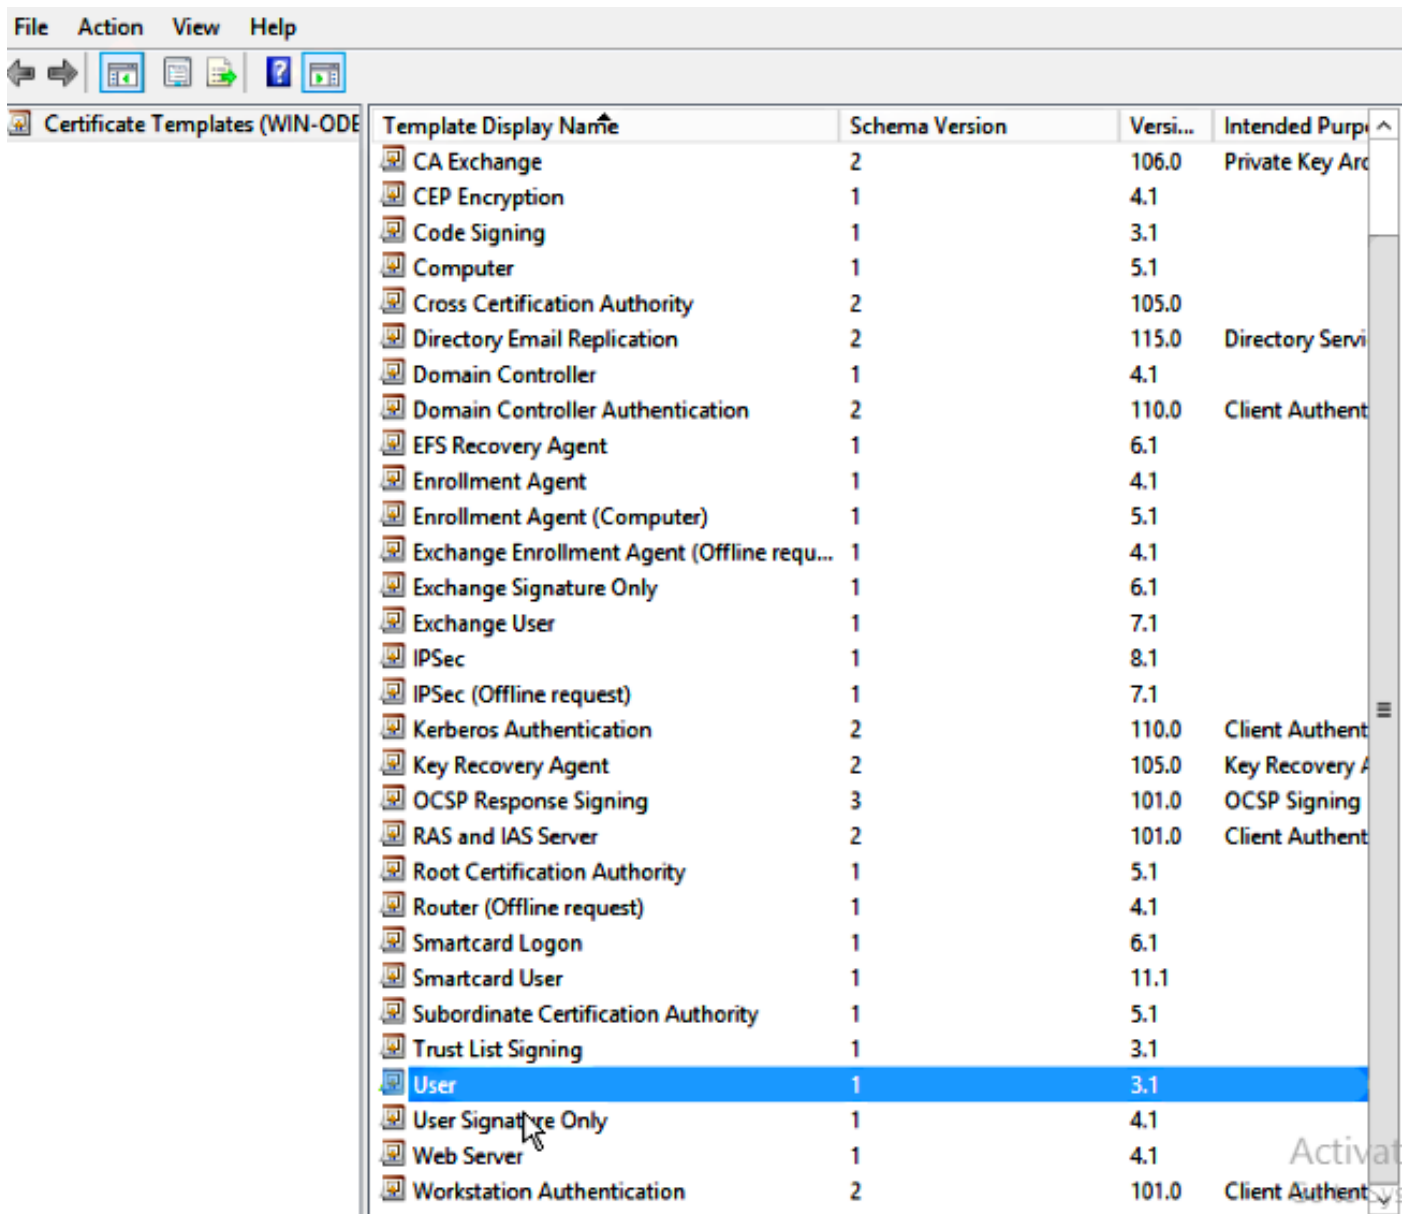 File Action View Help
Certificate Templates (WIN-ODE
Template Display Name Schema Version Versi... Intended Purp
CA Exchange 2 106.0 Private Key Arc
CEP Encryption 1 4.1
Code Signing 1 3.1
Computer 1 5.1
Cross Certification Authority 2 105.0
Directory Email Replication 2 115.0 Directory Servi
Domain Controller 1 4.1
Domain Controller Authentication 2 110.0 Client Authent
EFS Recovery Agent 1 6.1
Enrollment Agent 1 4.1
Enrollment Agent (Computer) 1 5.1
Exchange Enrollment Agent (Offline requ... 1 4.1
Exchange Signature Only 1 6.1
Exchange User 1 7.1
IPSec 1 8.1
IPSec (Offline request) 1 7.1
Kerberos Authentication 2 110.0 Client Authent
Key Recovery Agent 2 105.0 Key Recovery A
OCSP Response Signing 3 101.0 OCSP Signing
RAS and IAS Server 2 101.0 Client Authent
Root Certification Authority 1 5.1
Router (Offline request) 1 4.1
Smartcard Logon 1 6.1
Smartcard User 1 11.1
Subordinate Certification Authority 1 5.1
Trust List Signing 1 3.1
User 1 3.1
User Signature Only 1 4.1
Web Server 1 4.1
Activat
Workstation Authentication 2 101.0 Client Authent